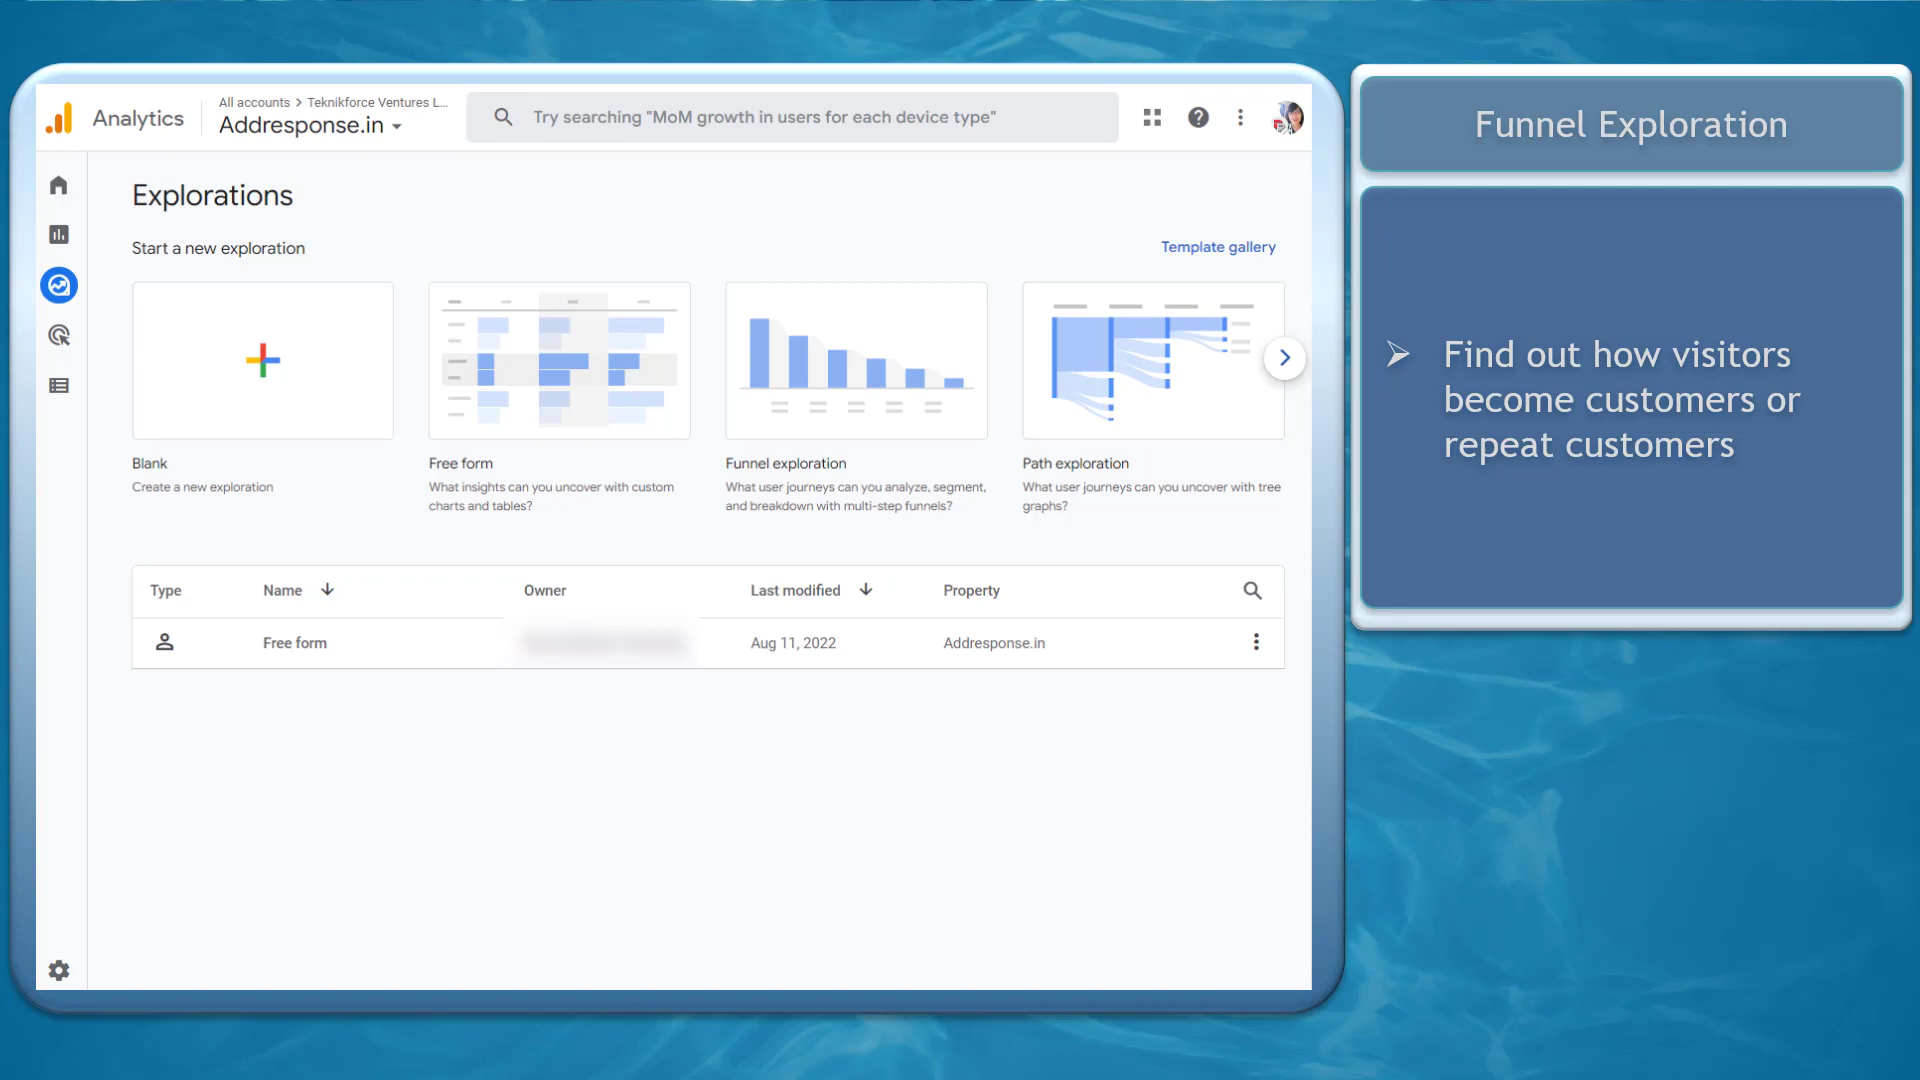 Analytics
All accounts > Teknikforce Ventures L...
Addresponse.in
Try searching "MoM growth in users for each device type"
Explorations
Start a new exploration
Template gallery
Blank
Create a new exploration
Free form
What insights can you uncover with custom
charts and tables?
Funnel exploration
What user journeys can you analyze, segment,
and breakdown with multi-step funnels?
Path exploration
What user journeys can you uncover with tree
graphs?
Type Name Owner Last modified Property
Free form Aug 11, 2022 Addresponse.in
Funnel Exploration
Find out how visitors
become customers or
repeat customers